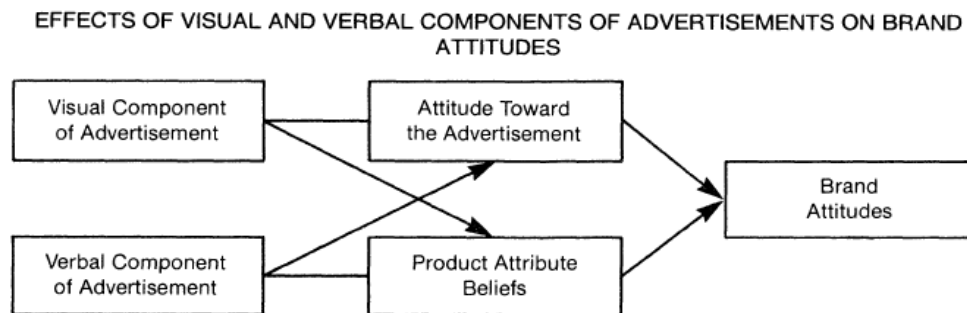 EFFECTS OF VISUAL AND VERBAL COMPONENTS OF ADVERTISEMENTS ON BRAND
ATTITUDES
Visual Component
of Advertisement
Attitude Toward
the Advertisement
Brand
Attitudes
Verbal Component
of Advertisement
Product Attribute
Beliefs